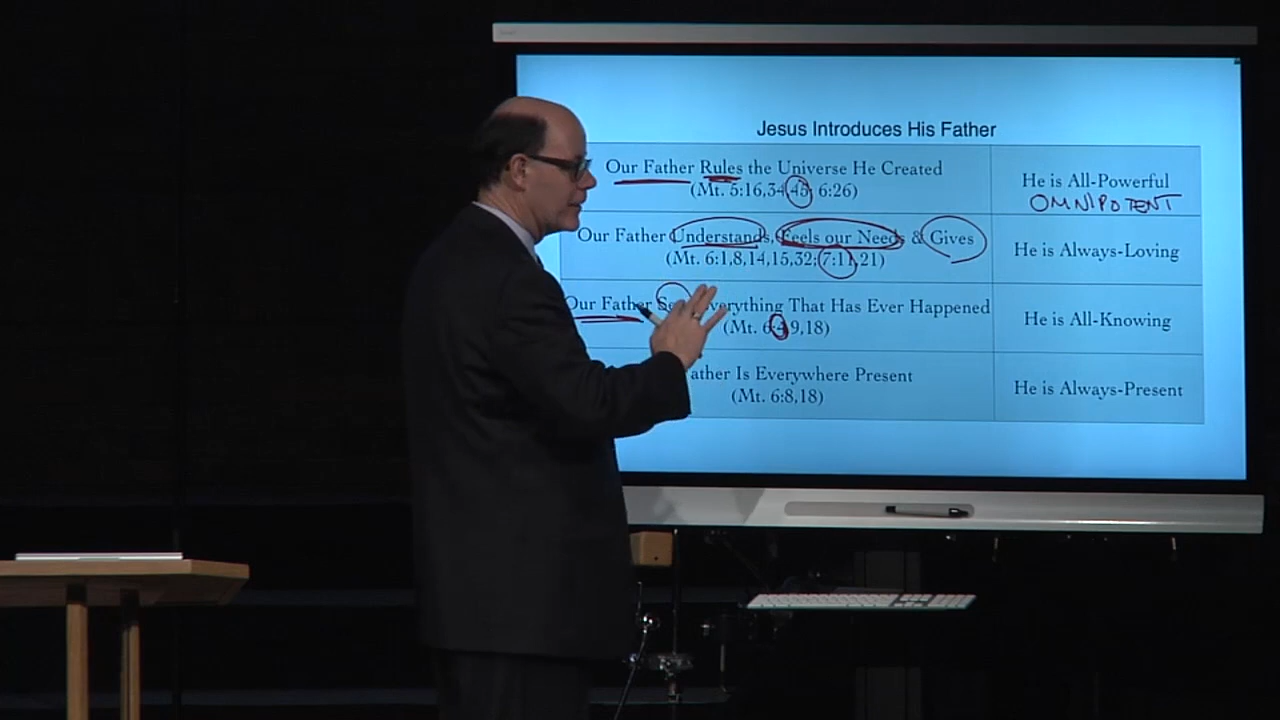 Jesus Introduces His Father
Our Father Rules the Universe He Created
(Mt. 5:16,34,45; 6:26)
He is All-Powerful
OMNIPOTENT
Our Father Understands, Feels our Needs & Gives
(Mt. 6:1,8,14,15,32; 7:11,21)
He is Always-Loving
Our Father Everything That Has Ever Happened
(Mt. 6:4,9,18)
He is All-Knowing
Father Is Everywhere Present
(Mt. 6:8,18)
He is Always-Present